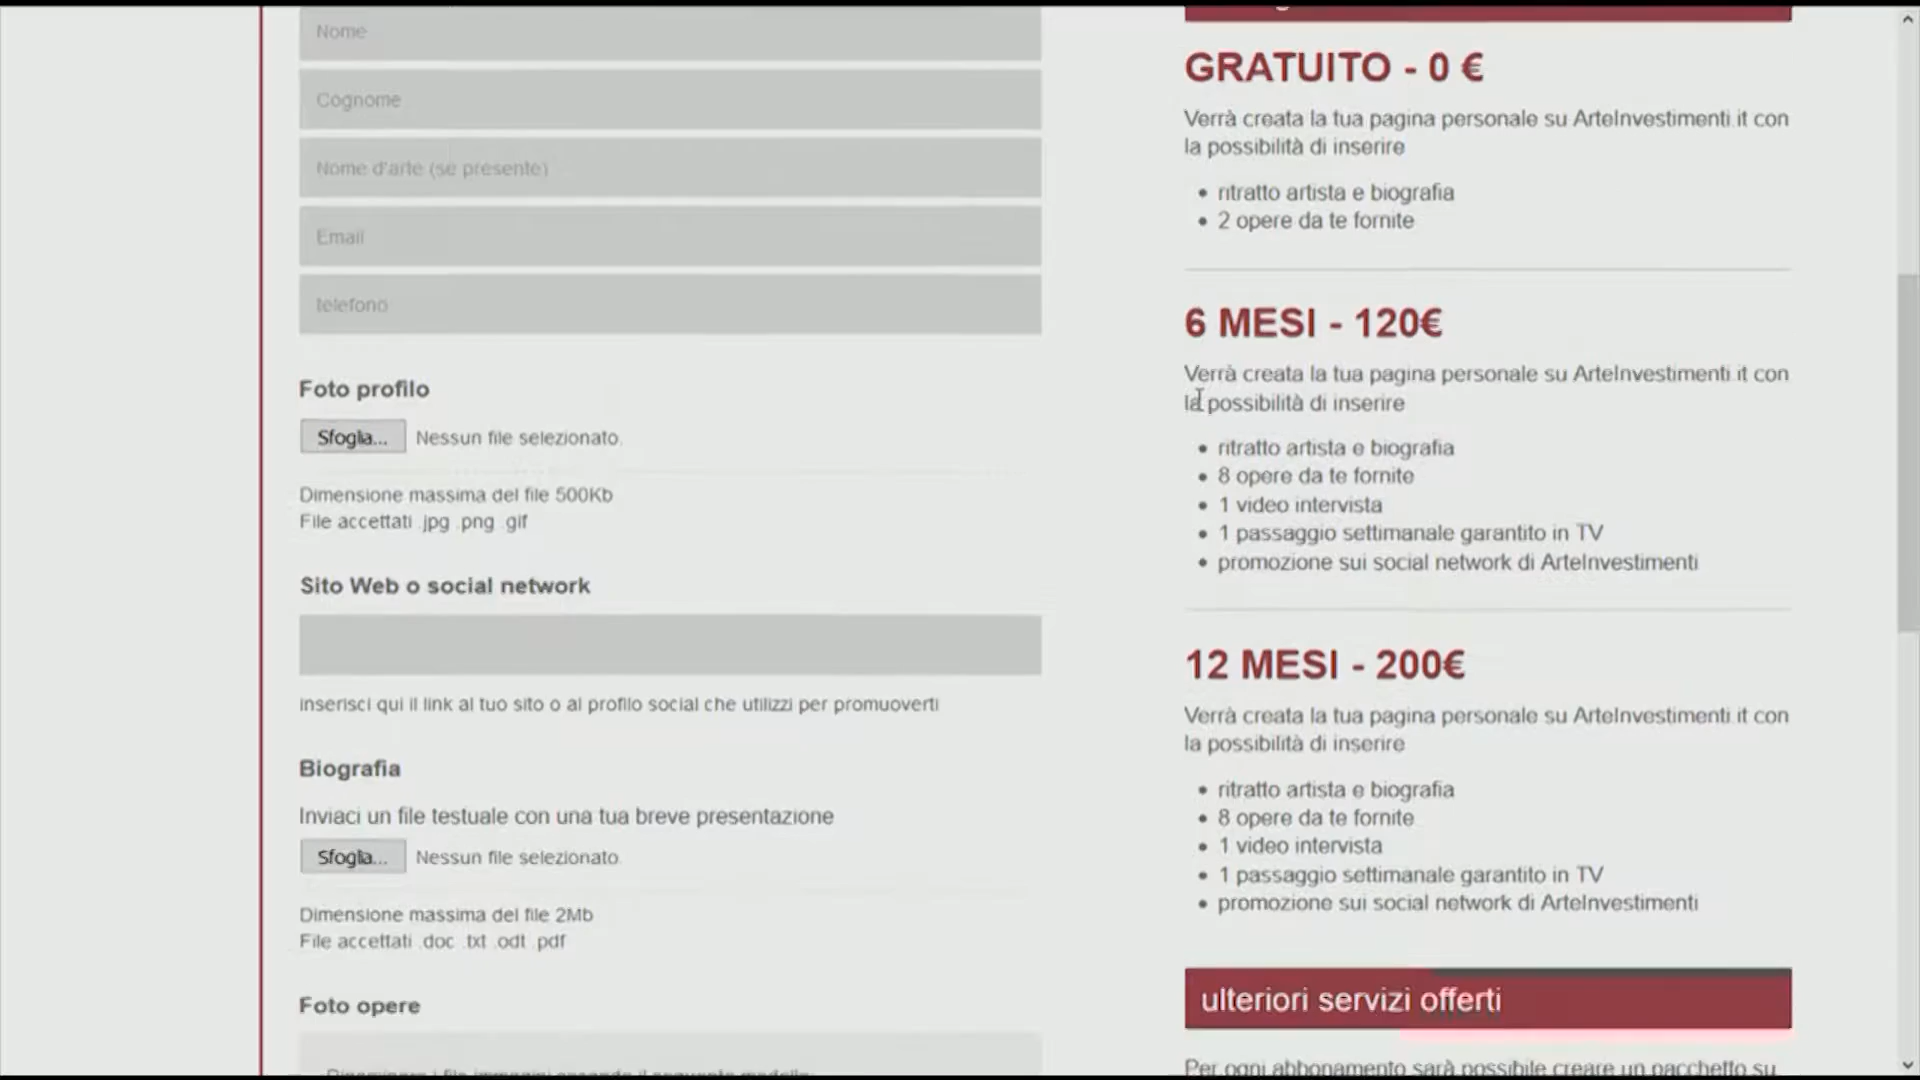 Nome
Cognome
Nome d'arte (se presente)
Email
telefono
Foto profilo
Sfoglia... Nessun file selezionato.
Dimensione massima del file 500Kb
File accettati .jpg .png .gif
Sito Web o social network
inserisci qui il link al tuo sito o al profilo social che utilizzi per promuoverti
Biografia
Inviaci un file testuale con una tua breve presentazione
Sfoglia... Nessun file selezionato.
Dimensione massima del file 2Mb
File accettati .doc .txt .odt .pdf
Foto opere
GRATUITO - 0 €
Verrà creata la tua pagina personale su ArteInvestimenti.it con
la possibilità di inserire
• ritratto artista e biografia
• 2 opere da te fornite
6 MESI - 120€
Verrà creata la tua pagina personale su ArteInvestimenti.it con
la possibilità di inserire
• ritratto artista e biografia
• 8 opere da te fornite
• 1 video intervista
• 1 passaggio settimanale garantito in TV
• promozione sui social network di ArteInvestimenti
12 MESI - 200€
Verrà creata la tua pagina personale su ArteInvestimenti.it con
la possibilità di inserire
• ritratto artista e biografia
• 8 opere da te fornite
• 1 video intervista
• 1 passaggio settimanale garantito in TV
• promozione sui social network di ArteInvestimenti
ulteriori servizi offerti
Per ogni abbonamento sarà possibile creare un pacchetto su